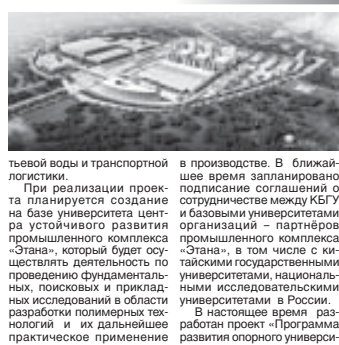 тьевой воды и транспортной
логистики.
При реализации проек-
та планируется создание
на базе университета цент-
ра устойчивого развития
промышленного комплекса
«Этана», который будет осу-
ществлять деятельность по
проведению фундаменталь-
ных, поисковых и приклад-
ных исследований в области
разработки полимерных тех-
нологий и их дальнейшее
практическое применение
в производстве. В ближай-
шее время запланировано
подписание соглашений о
сотрудничестве между КБГУ
и базовыми университетами
организаций – партнёров
промышленного комплекса
«Этана», в том числе с ки-
тайскими государственными
университетами, националь-
ными исследовательскими
университетами в России.
В настоящее время раз-
работан проект «Программа
развития опорного универси-